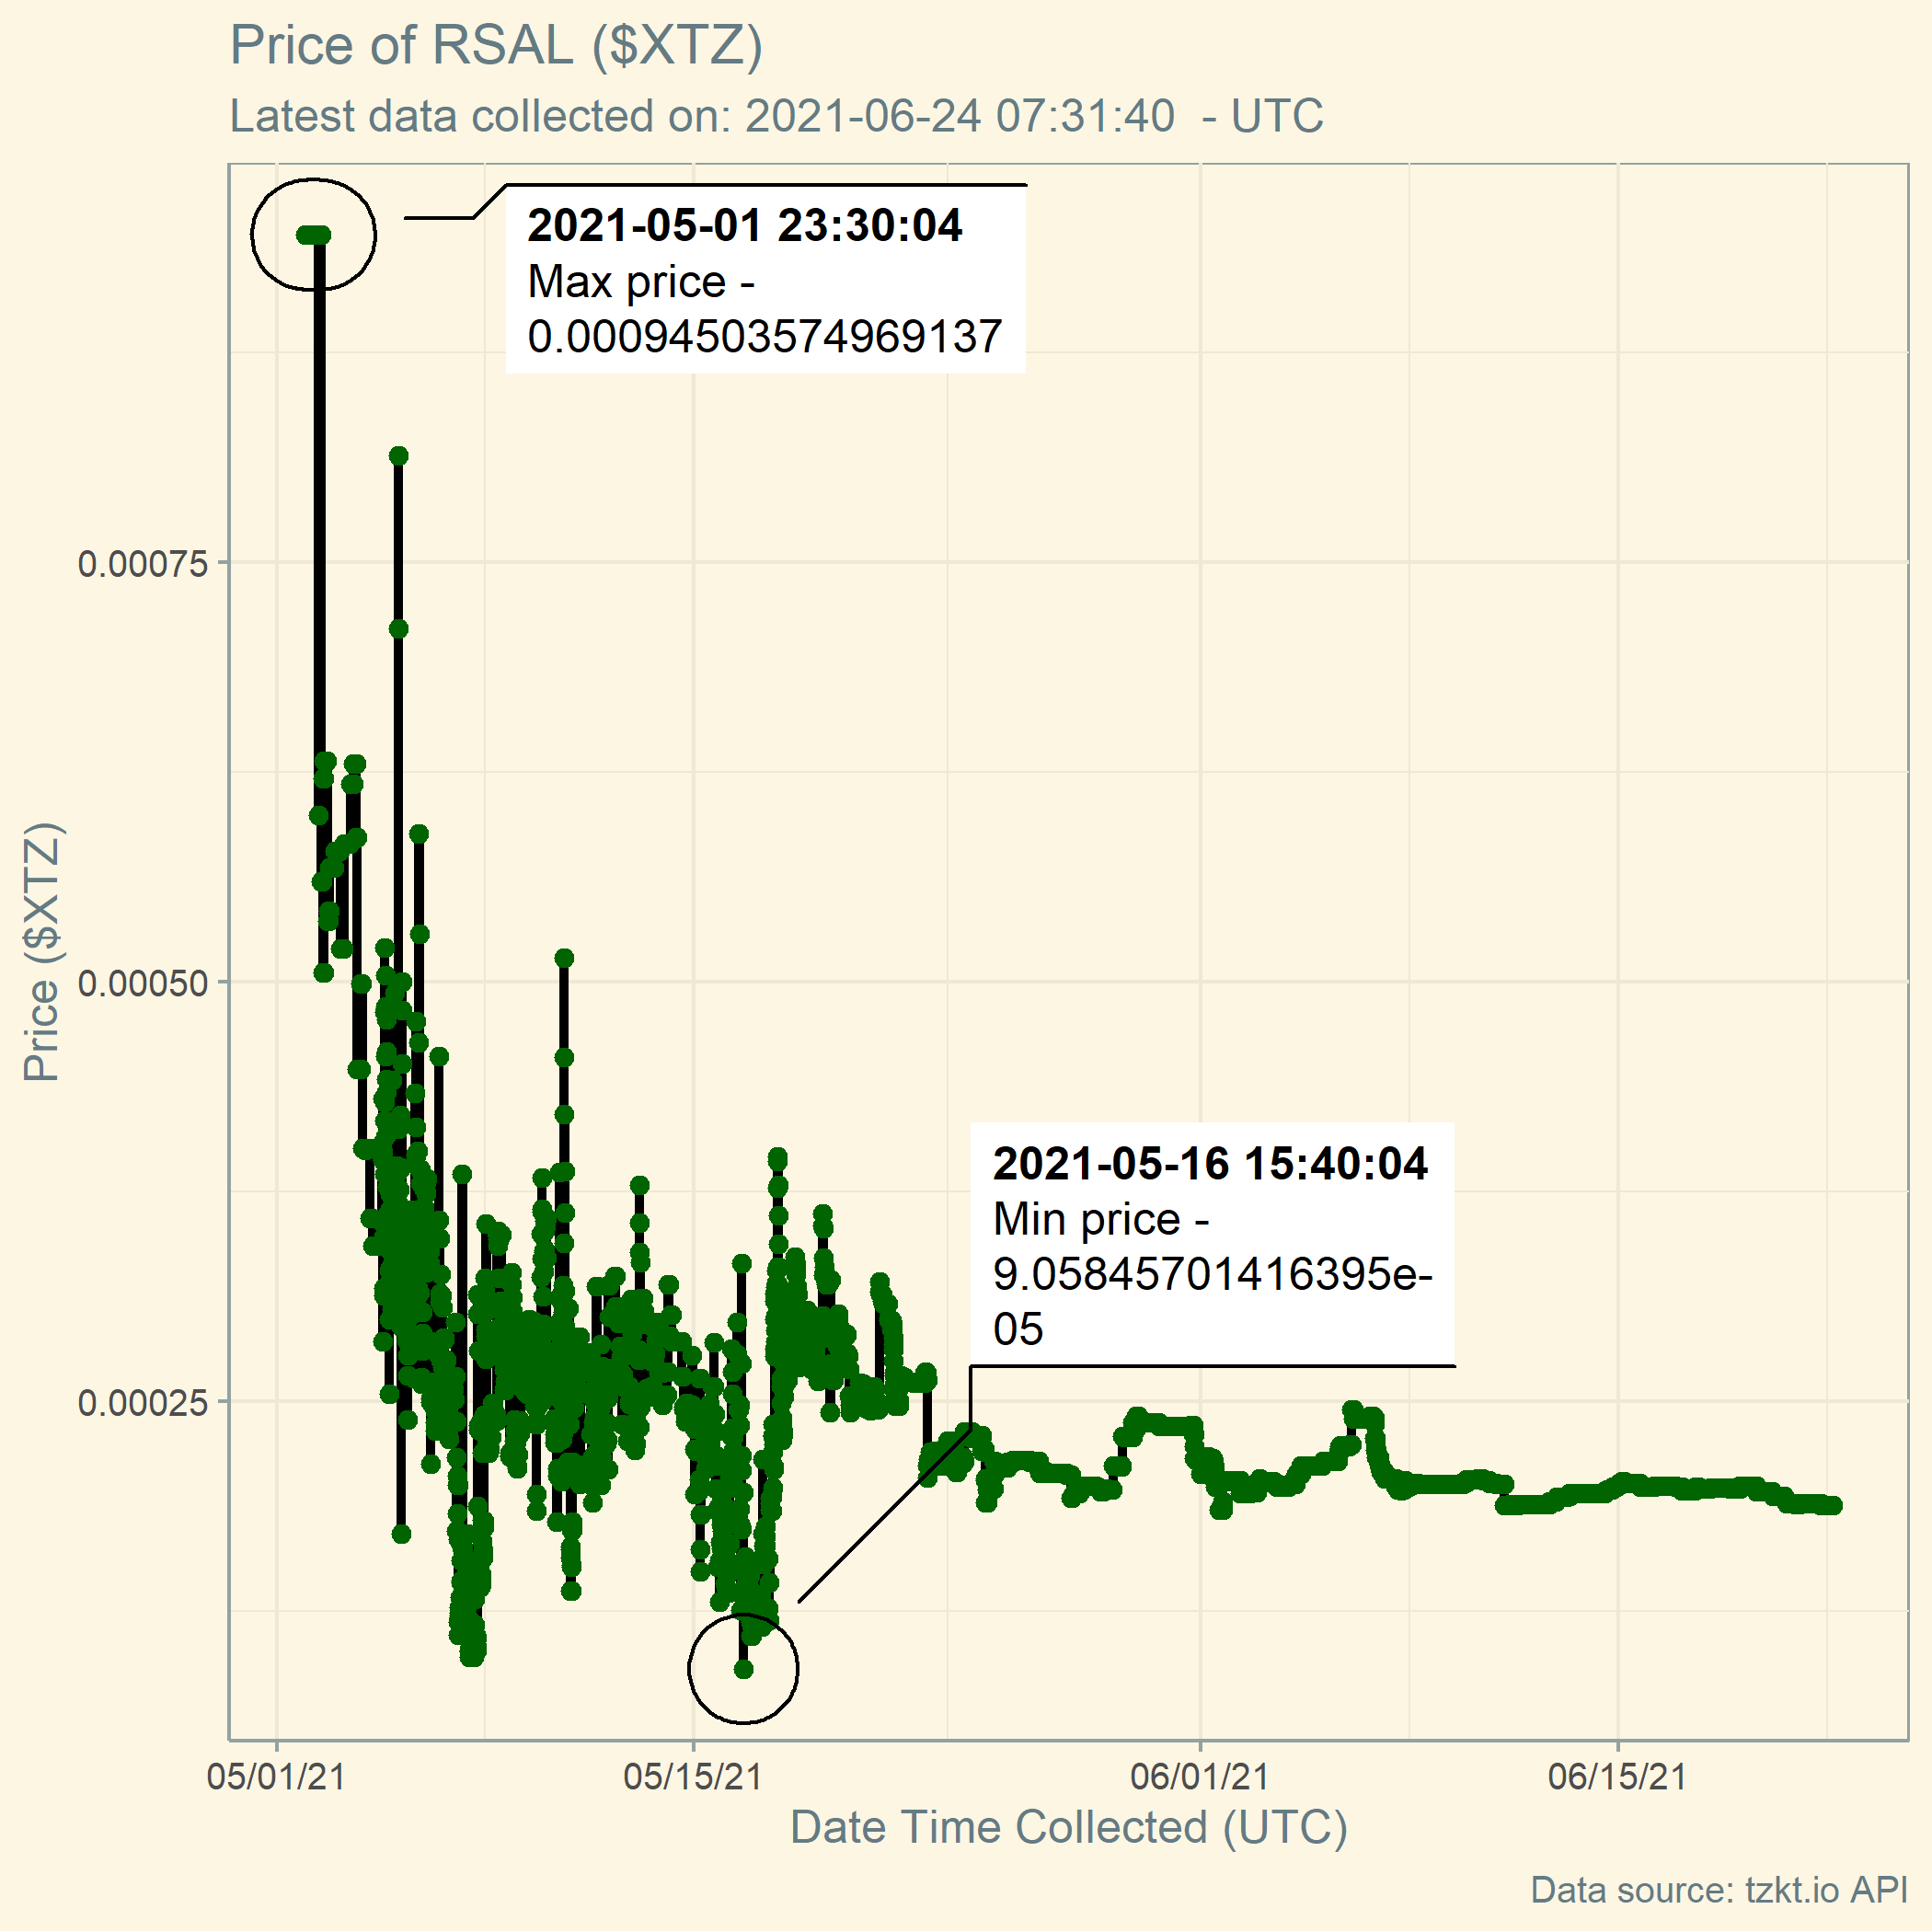 Price of RSAL ($XTZ)
Latest data collected on: 2021-06-24 07:31:40  - UTC
2021-05-01 23:30:04
Max price -
0.00094503574969137
0.00075
Price ($XTZ)
0.00050
2021-05-16 15:40:04
Min price -
9.05845701416395e-
05
0.00025
05/01/21
05/15/21
06/01/21
06/15/21
Date Time Collected (UTC)
Data source: tzkt.io API